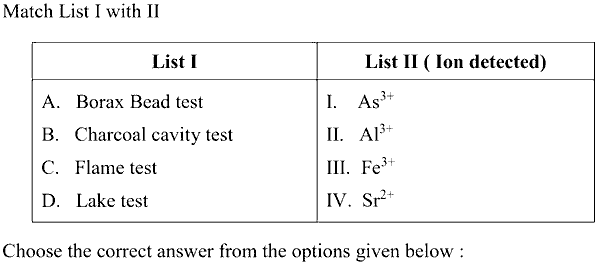 Match List I with II
List I List II ( Ion detected)
A. Borax Bead test I. As³⁺
B. Charcoal cavity test II. Al³⁺
C. Flame test III. Fe³⁺
D. Lake test IV. Sr²⁺
Choose the correct answer from the options given below :